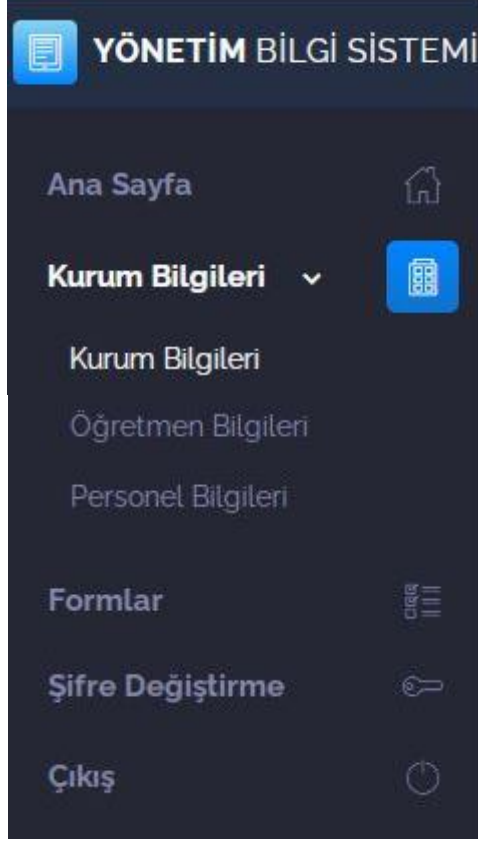 YÖNETİM BİLGİ SİSTEMİ
Ana Sayfa
Kurum Bilgileri
Kurum Bilgileri
Öğretmen Bilgileri
Personel Bilgileri
Formlar
Şifre Değiştirme
Çıkış